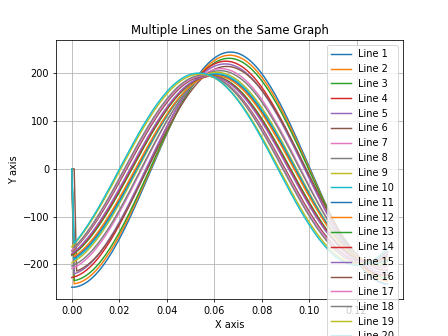 Multiple Lines on the Same Graph
Y axis
200
100
0
−100
−200
0.00
0.02
0.04
0.06
0.08
0.10
X axis
Line 1
Line 2
Line 3
Line 4
Line 5
Line 6
Line 7
Line 8
Line 9
Line 10
Line 11
Line 12
Line 13
Line 14
Line 15
Line 16
Line 17
Line 18
Line 19
Line 20